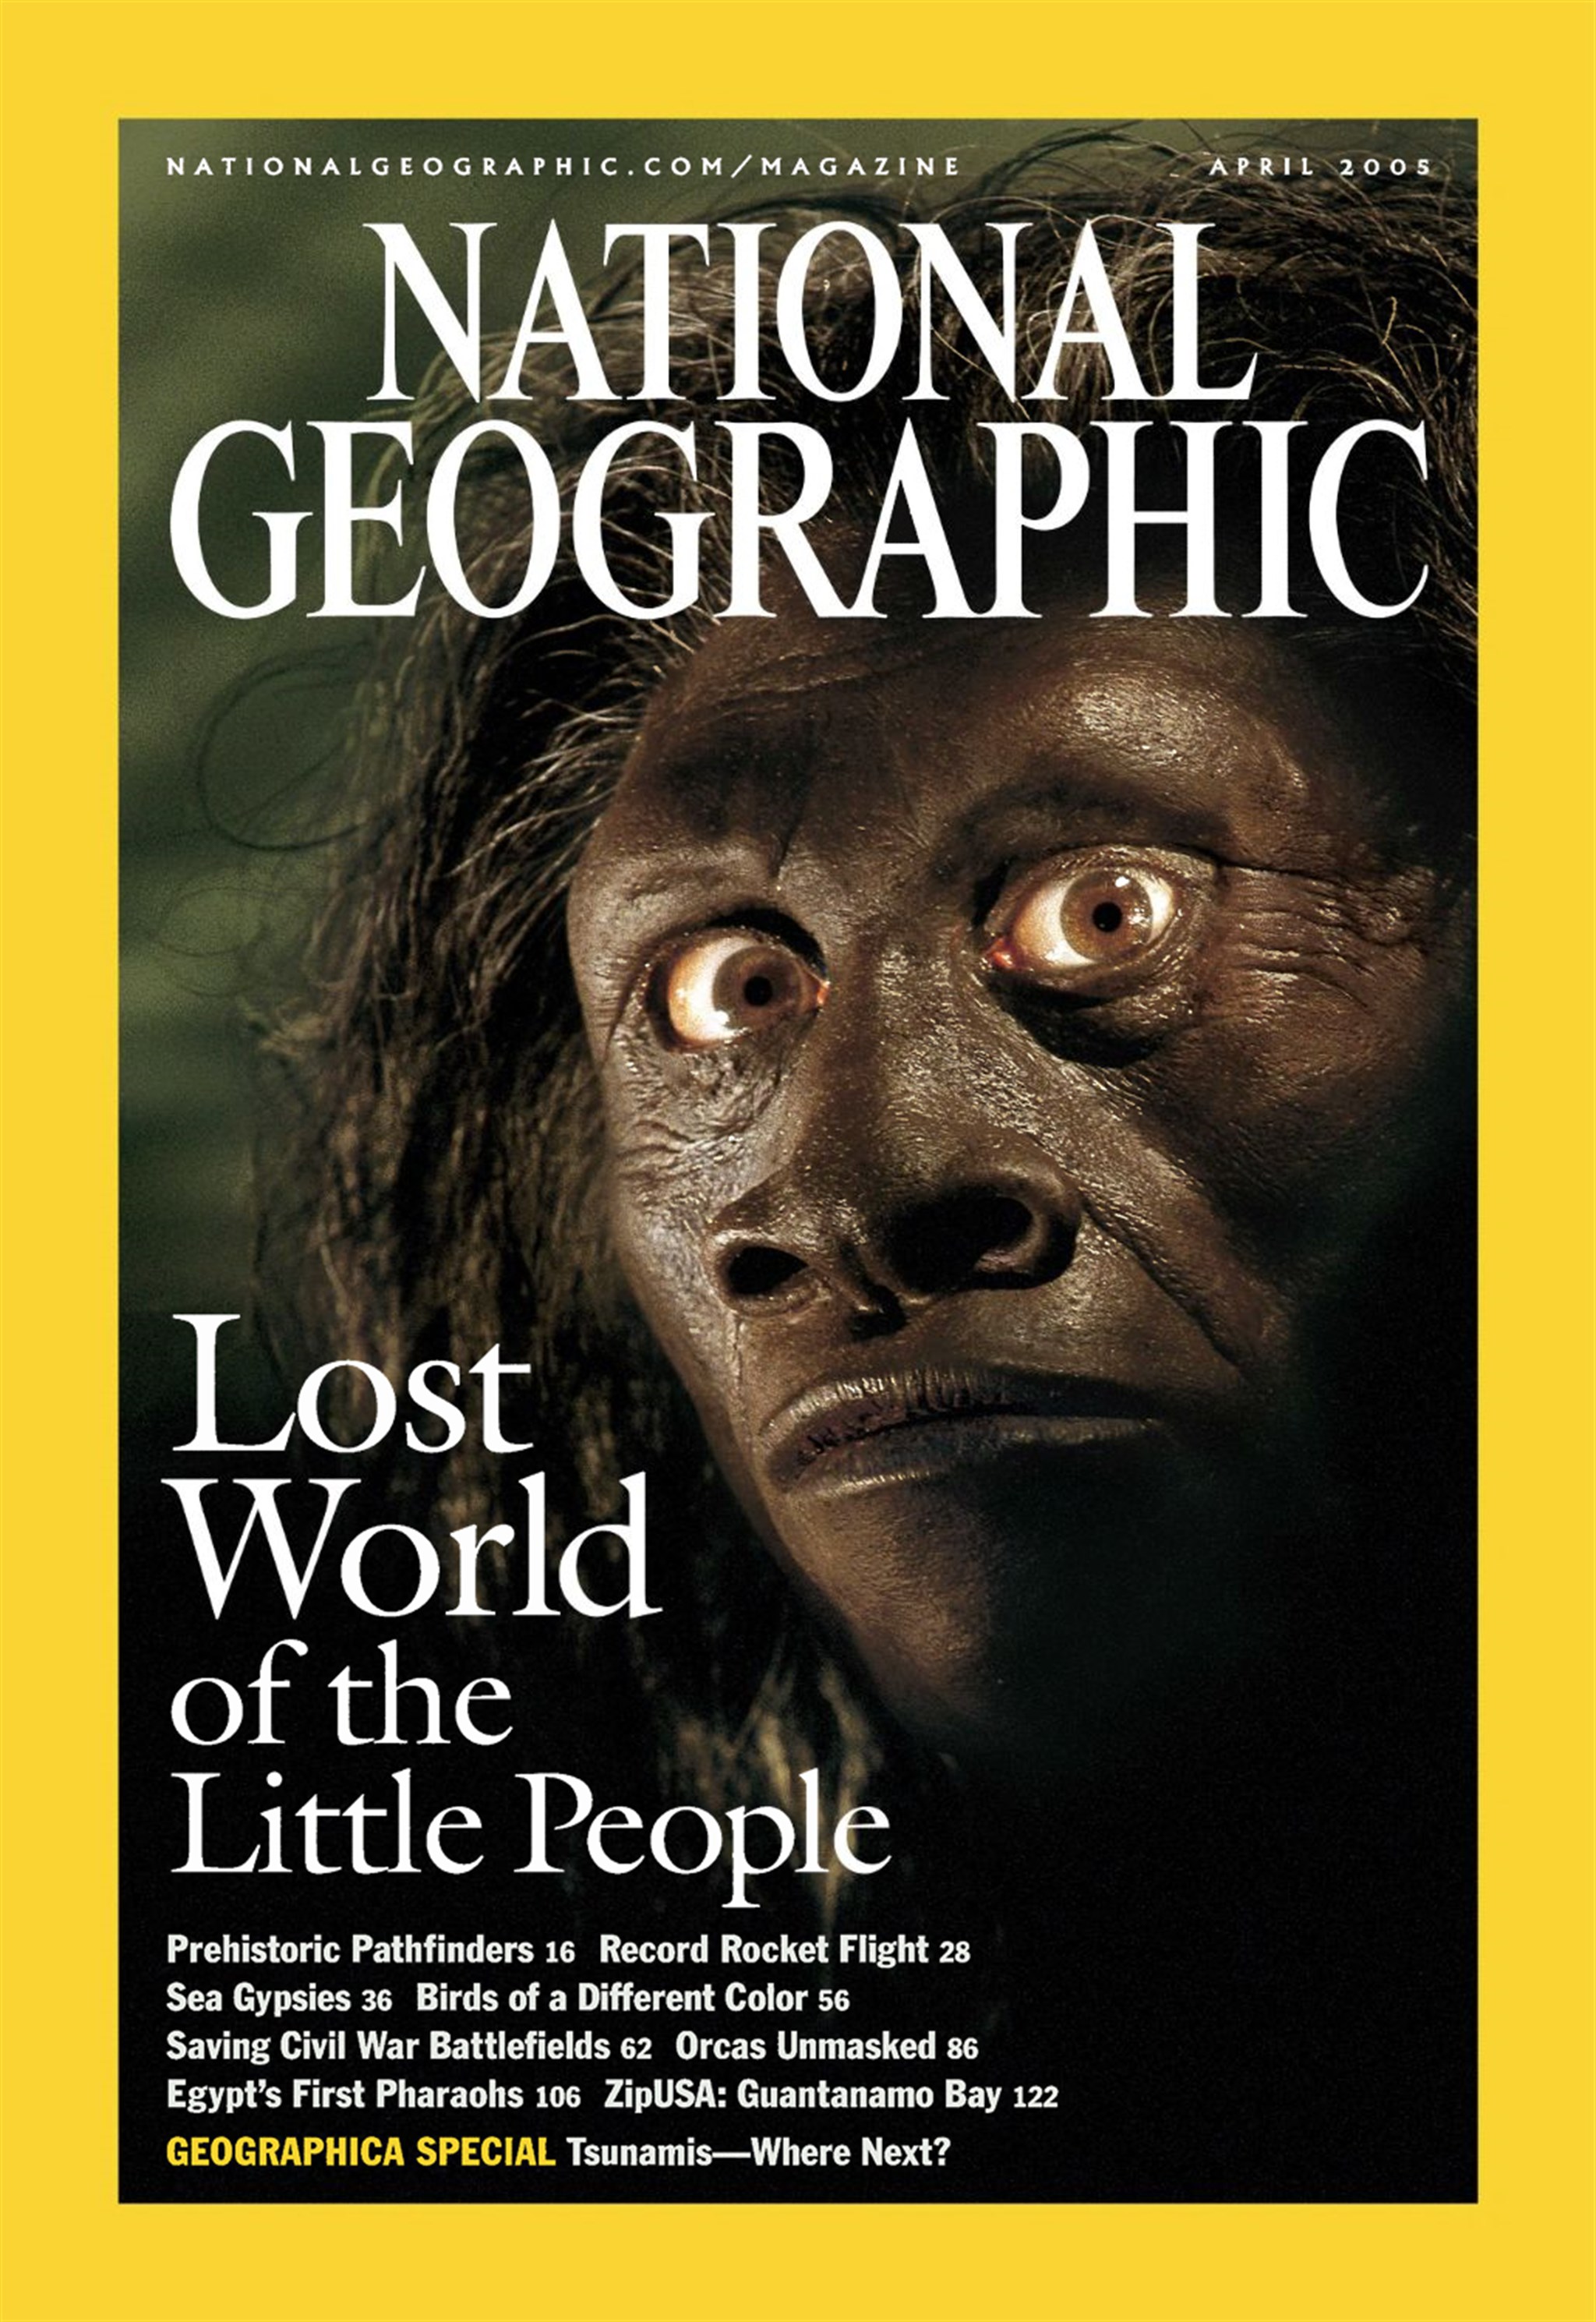 NATIONALGEOGRAPHIC.COM/MAGAZINE APRIL 2005
NATIONAL
GEOGRAPHIC
Lost
World
of the
Little People
Prehistoric Pathfinders 16 Record Rocket Flight 28
Sea Gypsies 36 Birds of a Different Color 56
Saving Civil War Battlefields 62 Orcas Unmasked 86
Egypt’s First Pharaohs 106 ZipUSA: Guantanamo Bay 122
GEOGRAPHICA SPECIAL Tsunamis—Where Next?